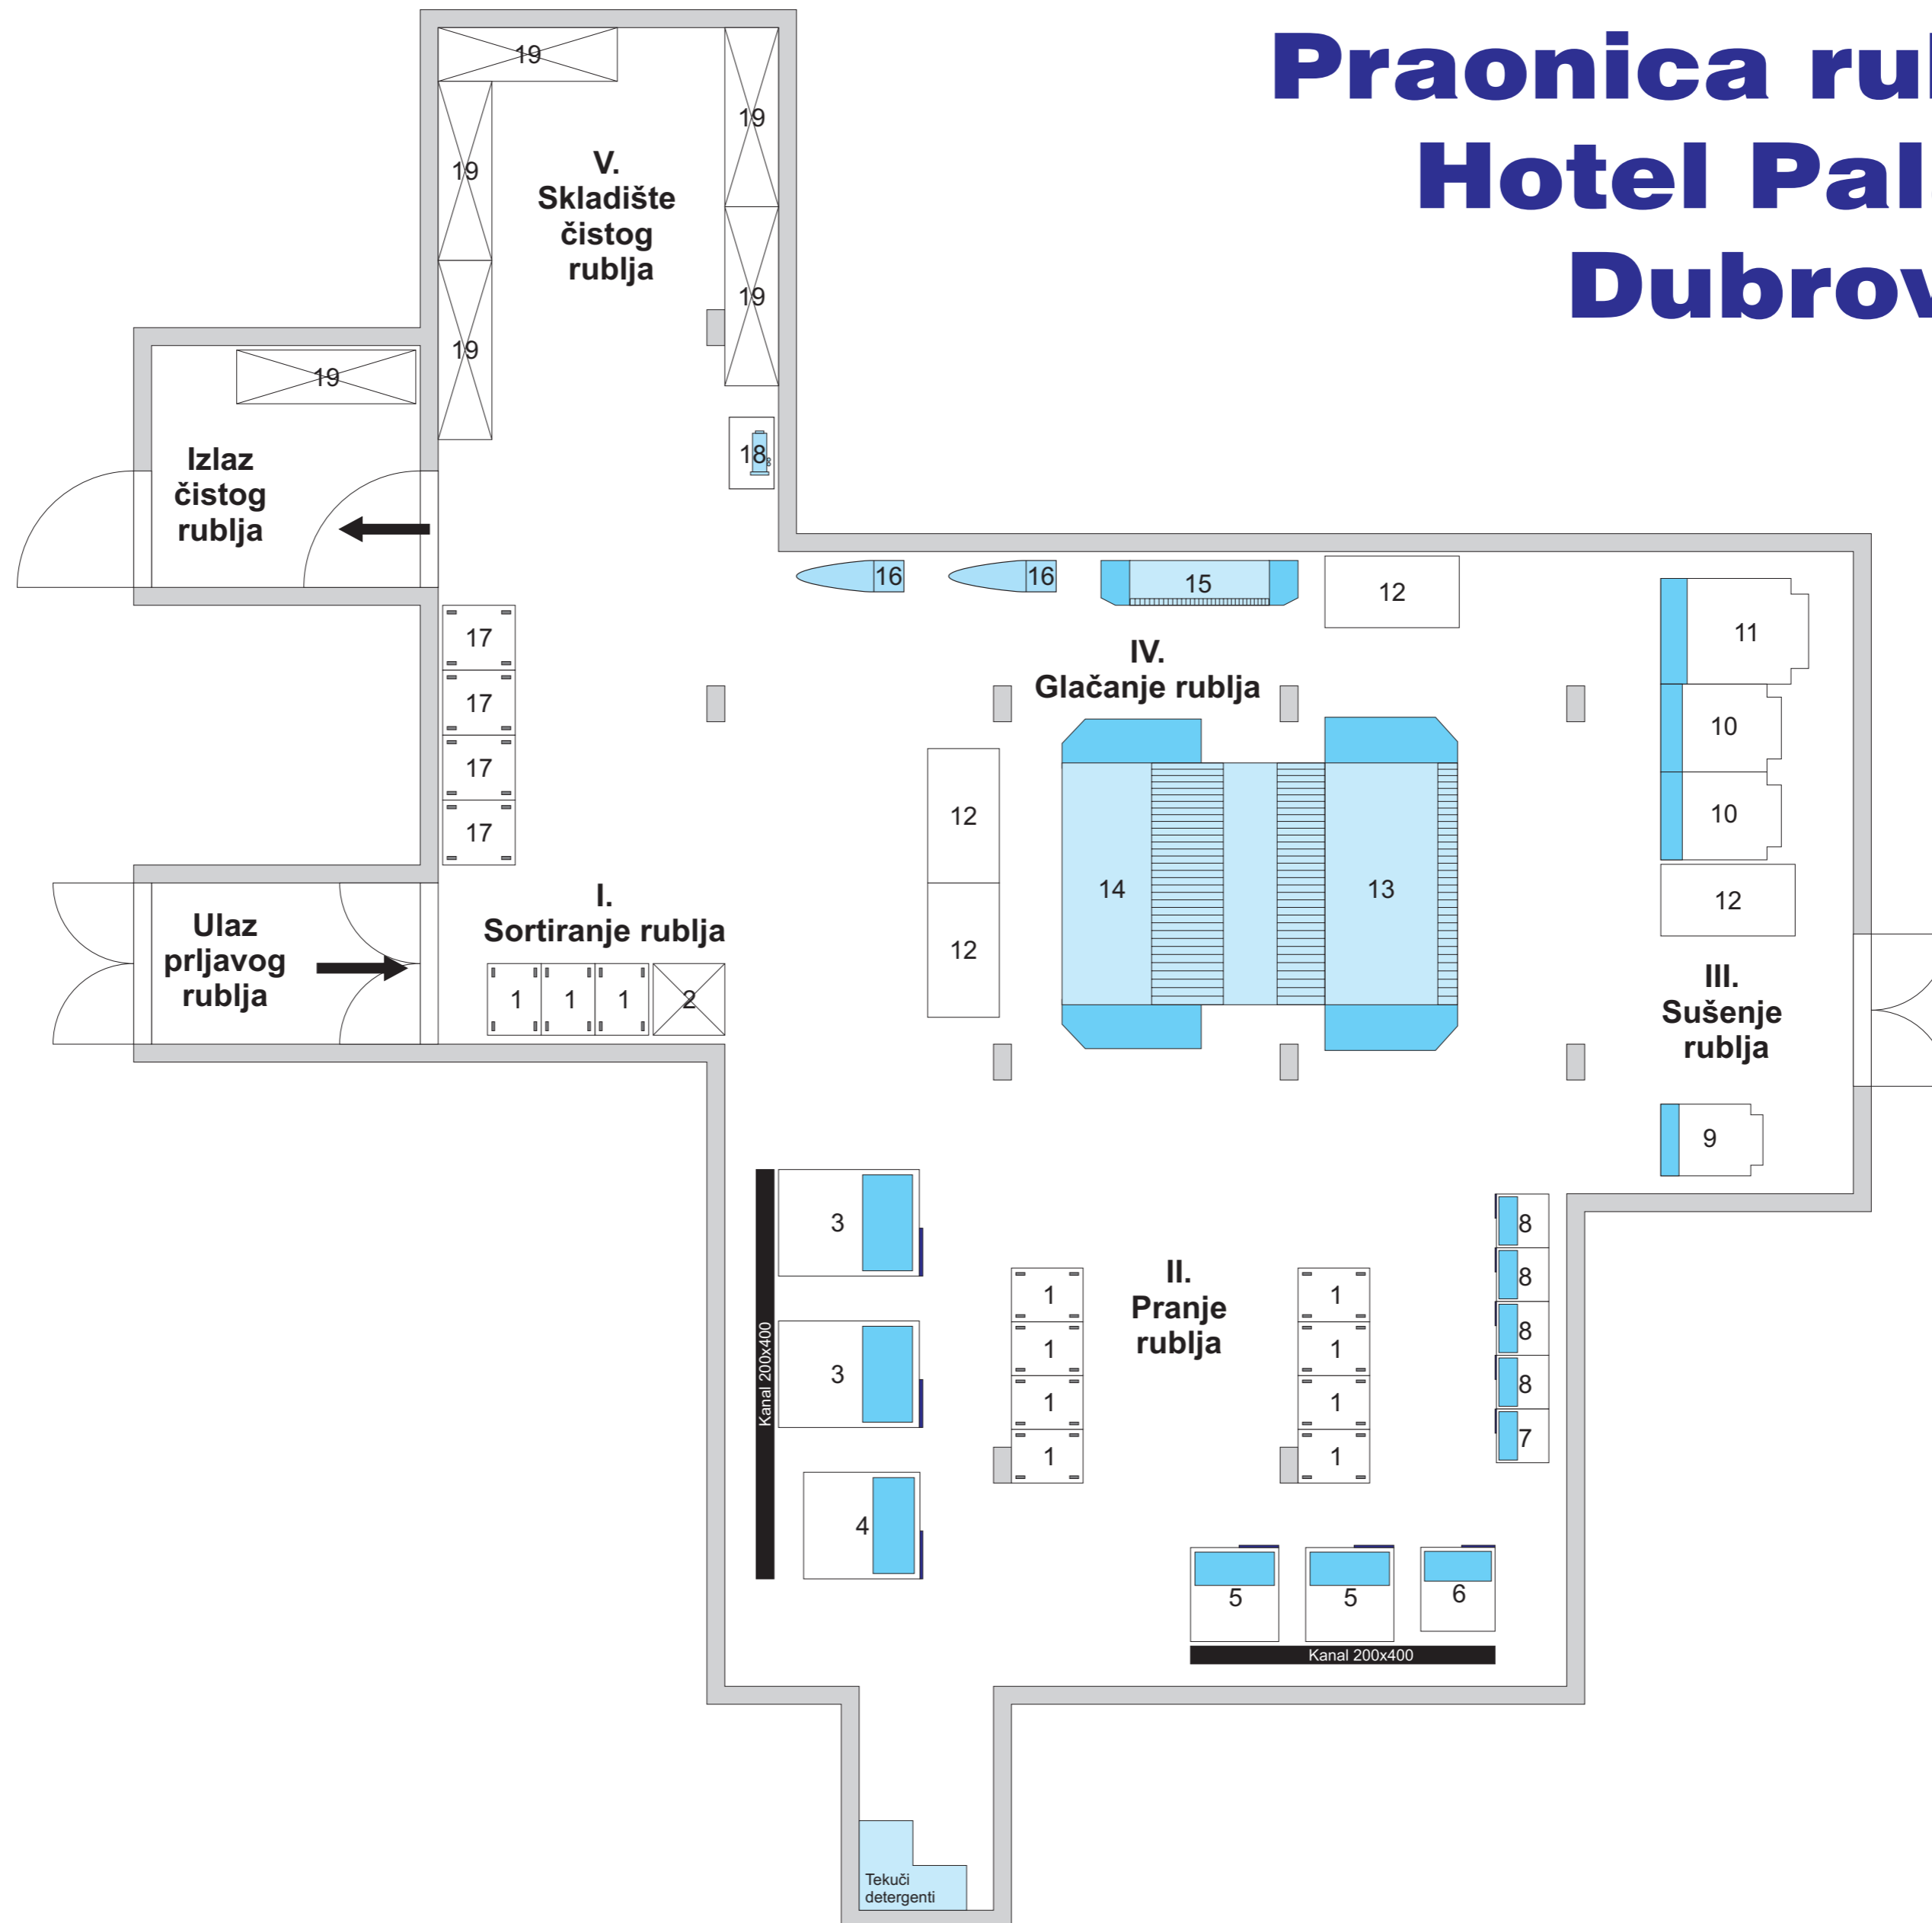 Praonica
Hotel
19
19
19
V.
Skladište
čistog
rublja
19
19
19
19
18
Izlaz
čistog
rublja
16
16
15
12
11
17
17
17
17
IV.
Glačanje rublja
10
10
12
12
14
13
12
I.
Sortiranje rublja
Ulaz
prljavog
rublja
1
1
1
2
III.
Sušenje
rublja
9
3
3
4
Kanal 200x400
1
1
1
1
II.
Pranje
rublja
1
1
1
1
8
8
8
8
7
5
5
6
Kanal 200x400
Tekući
detergenti